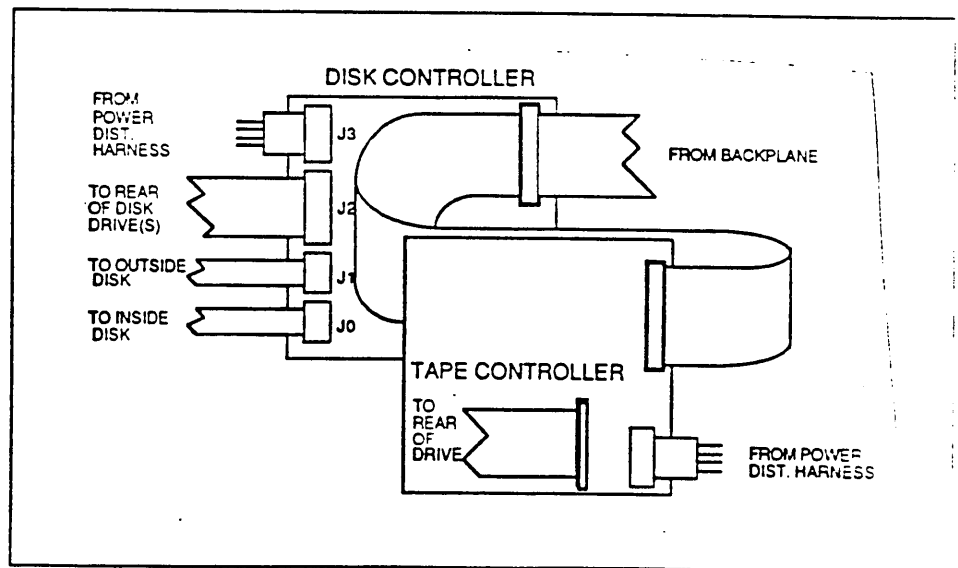 DISK CONTROLLER
FROM
POWER
DIST.
HARNESS
J3
FROM BACKPLANE
TO REAR
OF DISK
DRIVE(S)
J2
TO OUTSIDE
DISK
J1
TO INSIDE
DISK
J0
TAPE CONTROLLER
TO
REAR
OF
DRIVE
FROM POWER
DIST. HARNESS